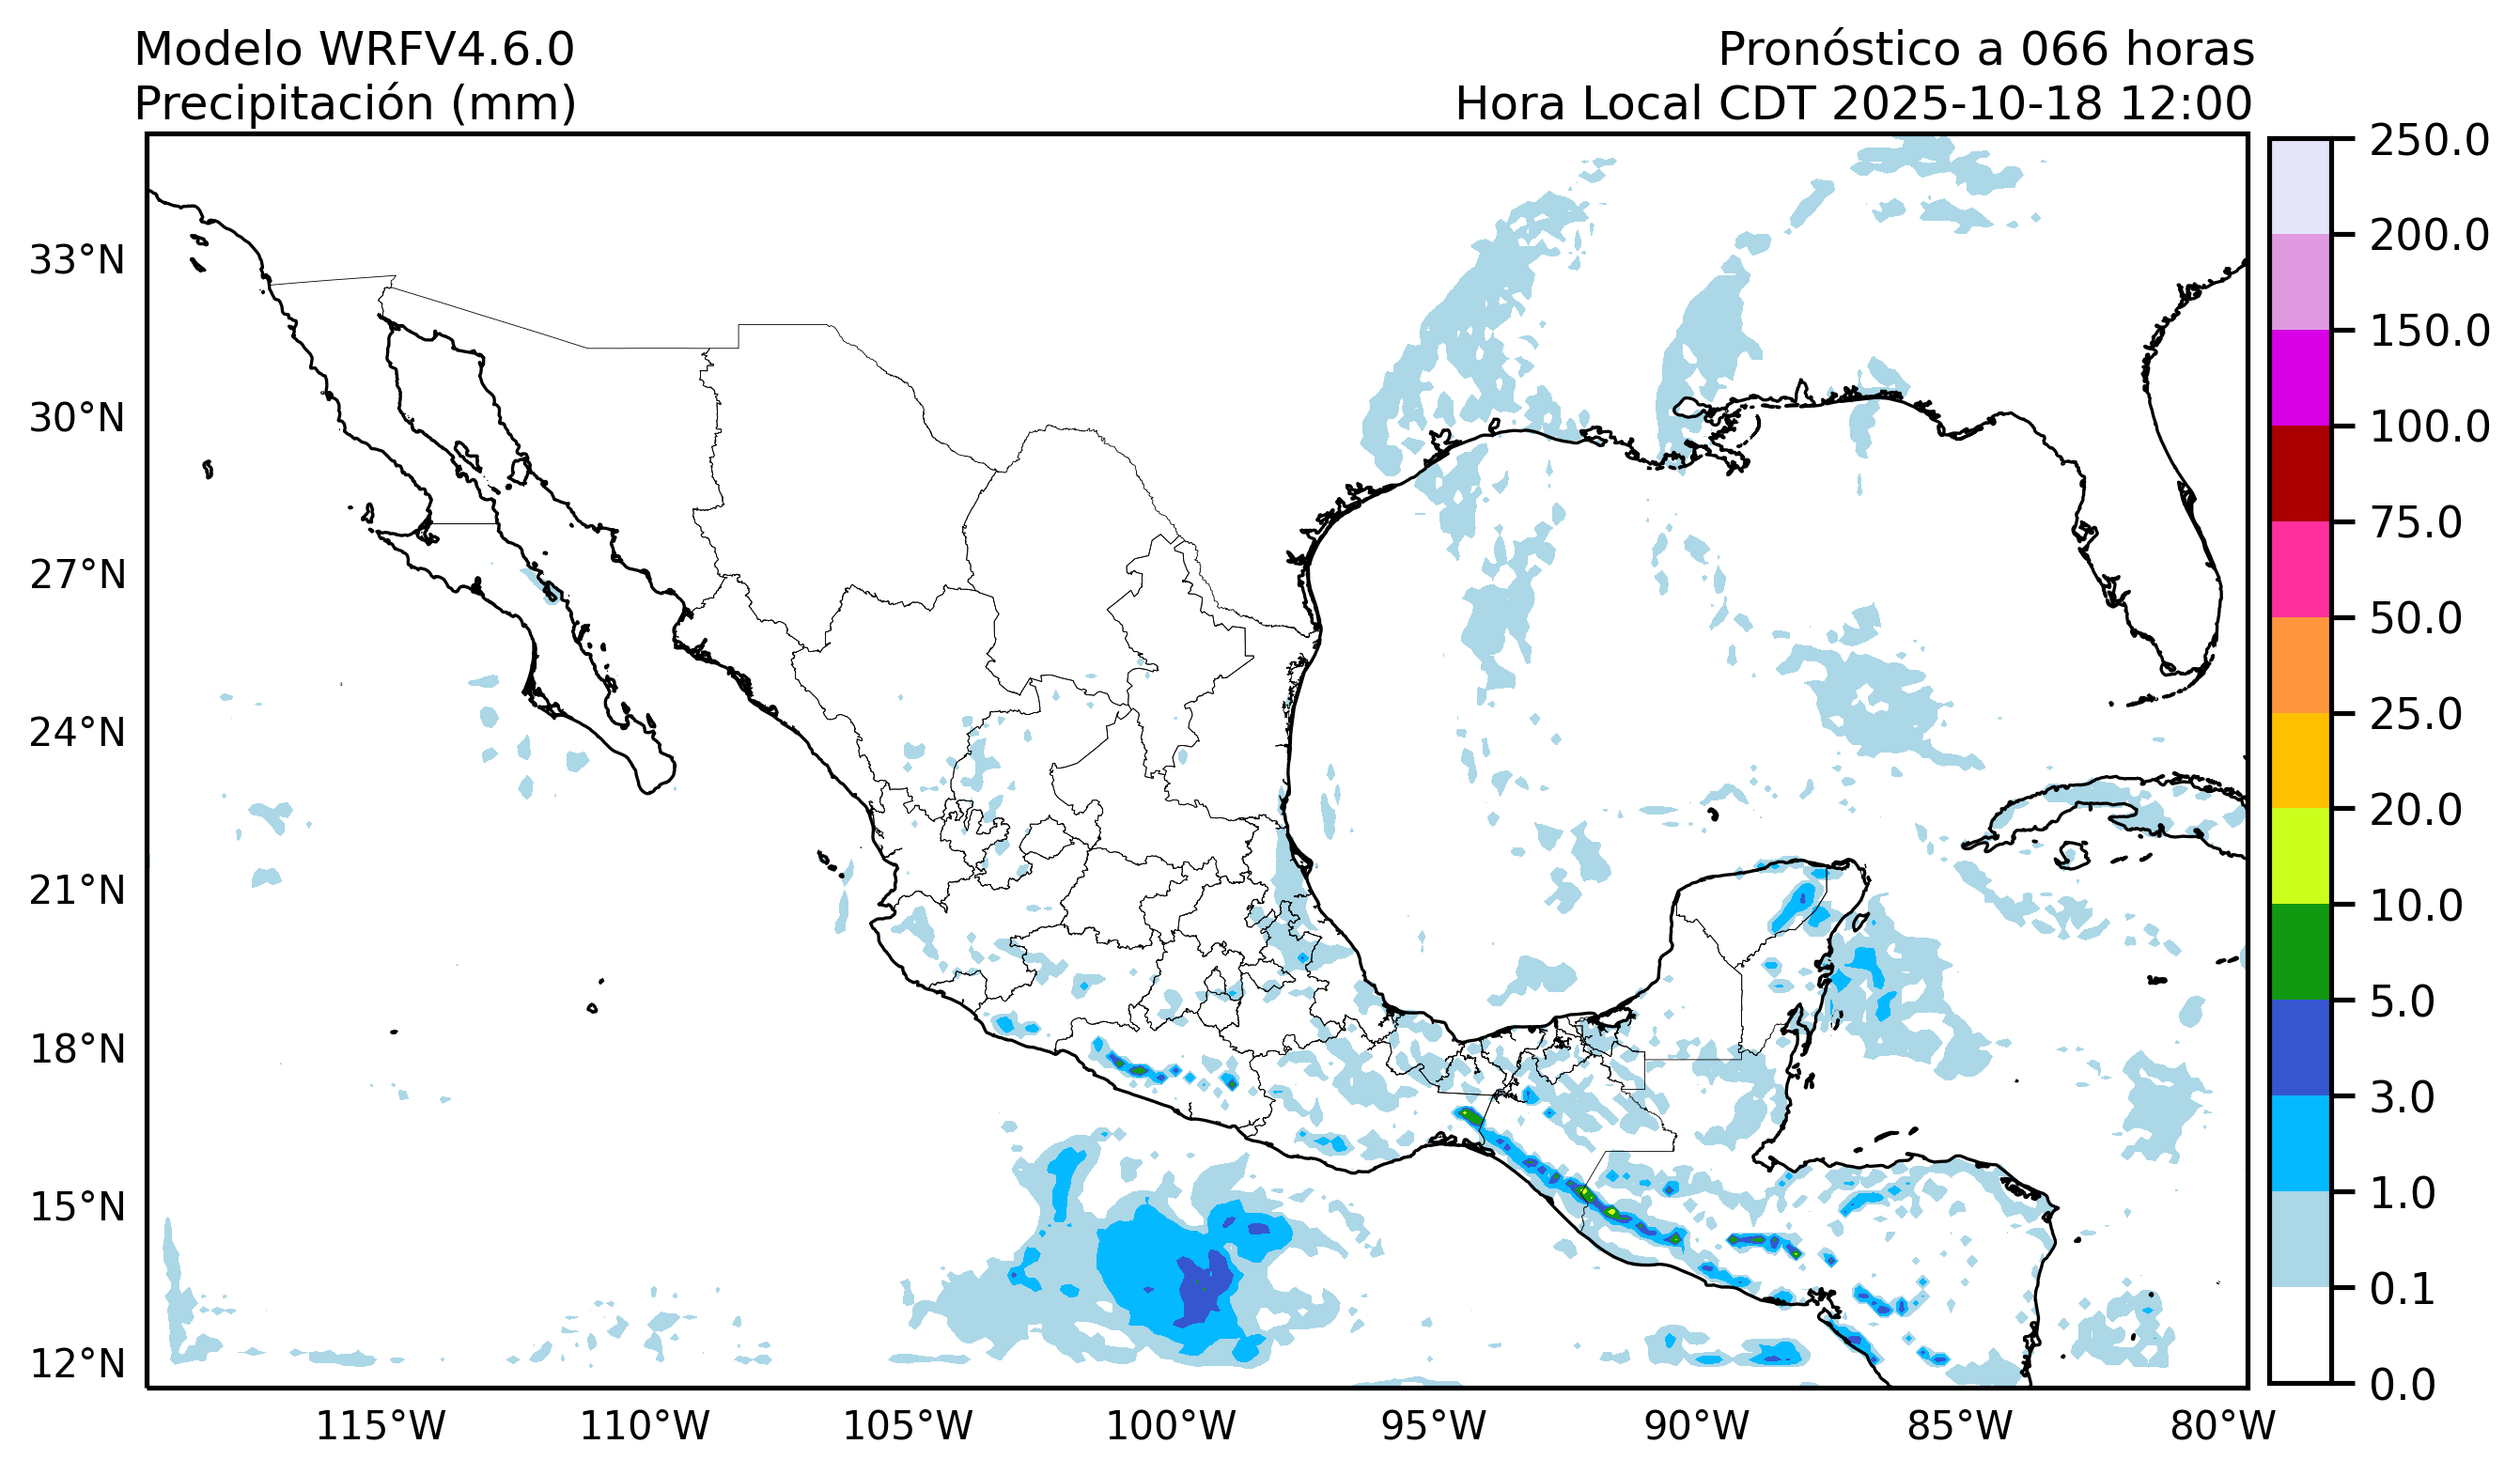 Modelo WRFV4.6.0
Precipitación (mm)
Pronóstico a 066 horas
Hora Local CDT 2025-10-18 12:00
33°N
30°N
27°N
24°N
21°N
18°N
15°N
12°N
115°W
110°W
105°W
100°W
95°W
90°W
85°W
80°W
250.0
200.0
150.0
100.0
75.0
50.0
25.0
20.0
10.0
5.0
3.0
1.0
0.1
0.0